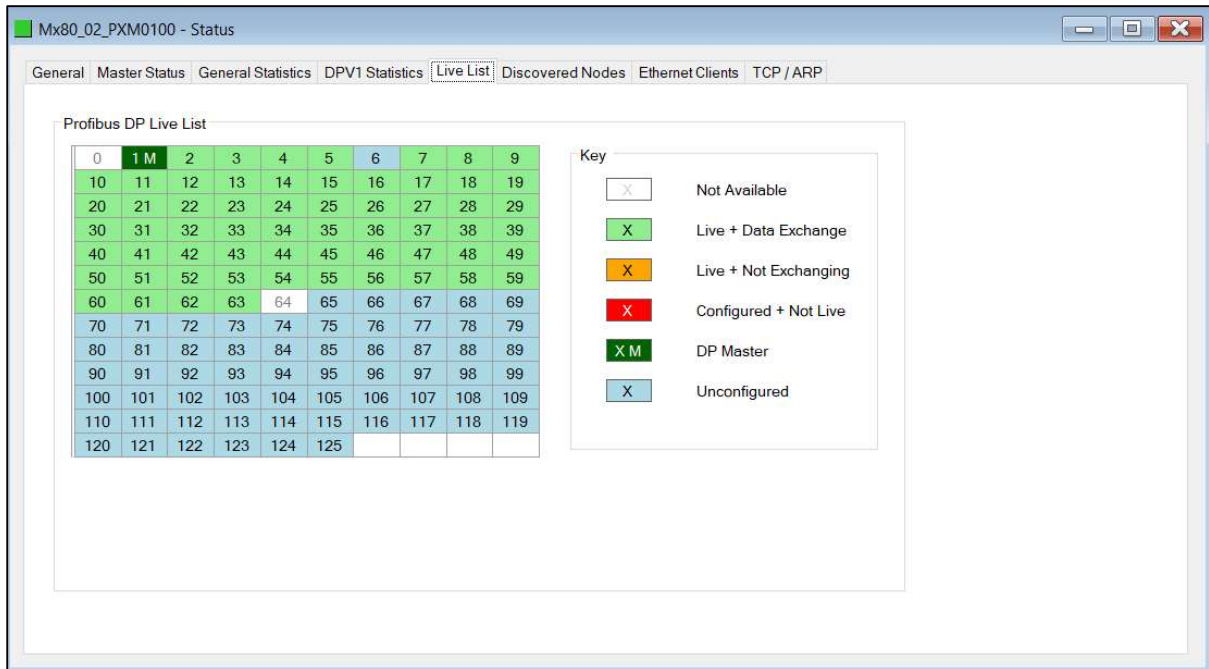 Mx80_02_PXM0100 - Status
General Master Status General Statistics DPV1 Statistics Live List Discovered Nodes Ethernet Clients TCP / ARP
Profibus DP Live List
0 1 M 2 3 4 5 6 7 8 9
10 11 12 13 14 15 16 17 18 19
20 21 22 23 24 25 26 27 28 29
30 31 32 33 34 35 36 37 38 39
40 41 42 43 44 45 46 47 48 49
50 51 52 53 54 55 56 57 58 59
60 61 62 63 64 65 66 67 68 69
70 71 72 73 74 75 76 77 78 79
80 81 82 83 84 85 86 87 88 89
90 91 92 93 94 95 96 97 98 99
100 101 102 103 104 105 106 107 108 109
110 111 112 113 114 115 116 117 118 119
120 121 122 123 124 125
Key
X Not Available
X Live + Data Exchange
X Live + Not Exchanging
X Configured + Not Live
X M DP Master
X Unconfigured